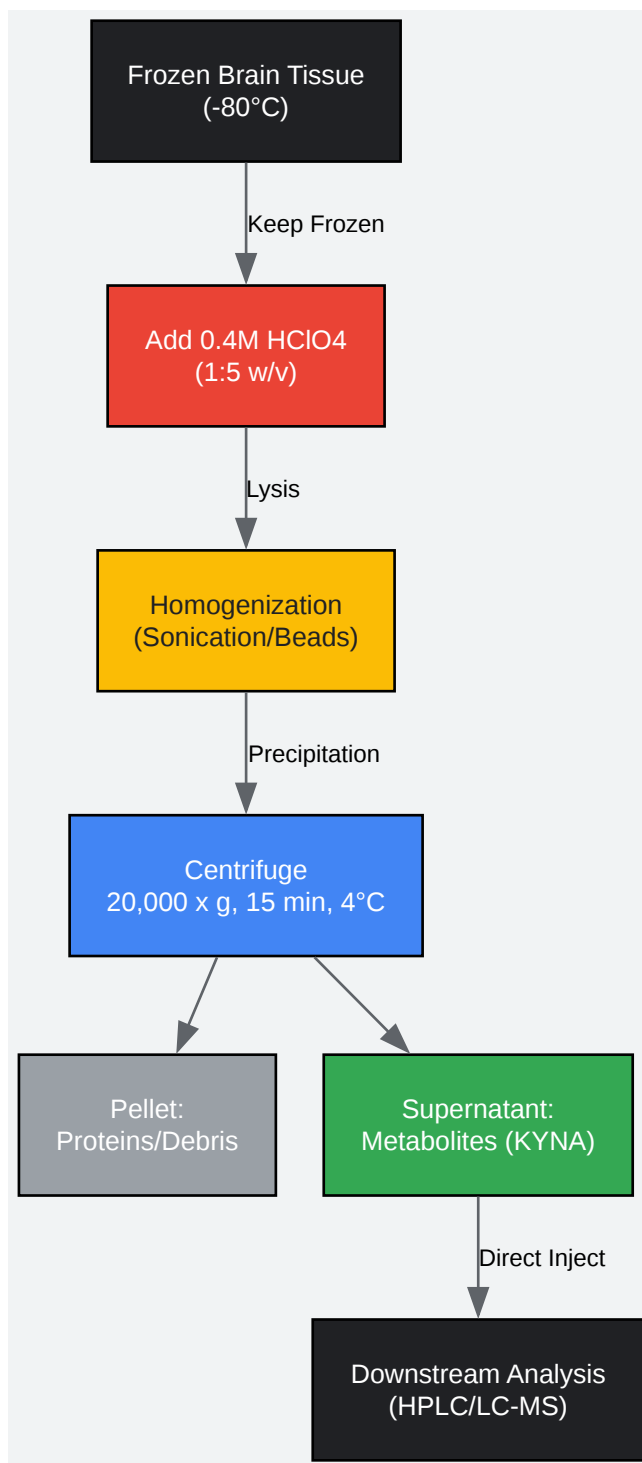 Frozen Brain Tissue
(-80°C)
Keep Frozen
Add 0.4M HClO4
(1:5 w/v)
Lysis
Homogenization
(Sonication/Beads)
Precipitation
Centrifuge
20,000 x g, 15 min, 4°C
Pellet:
Proteins/Debris
Supernatant:
Metabolites (KYNA)
Direct Inject
Downstream Analysis
(HPLC/LC-MS)